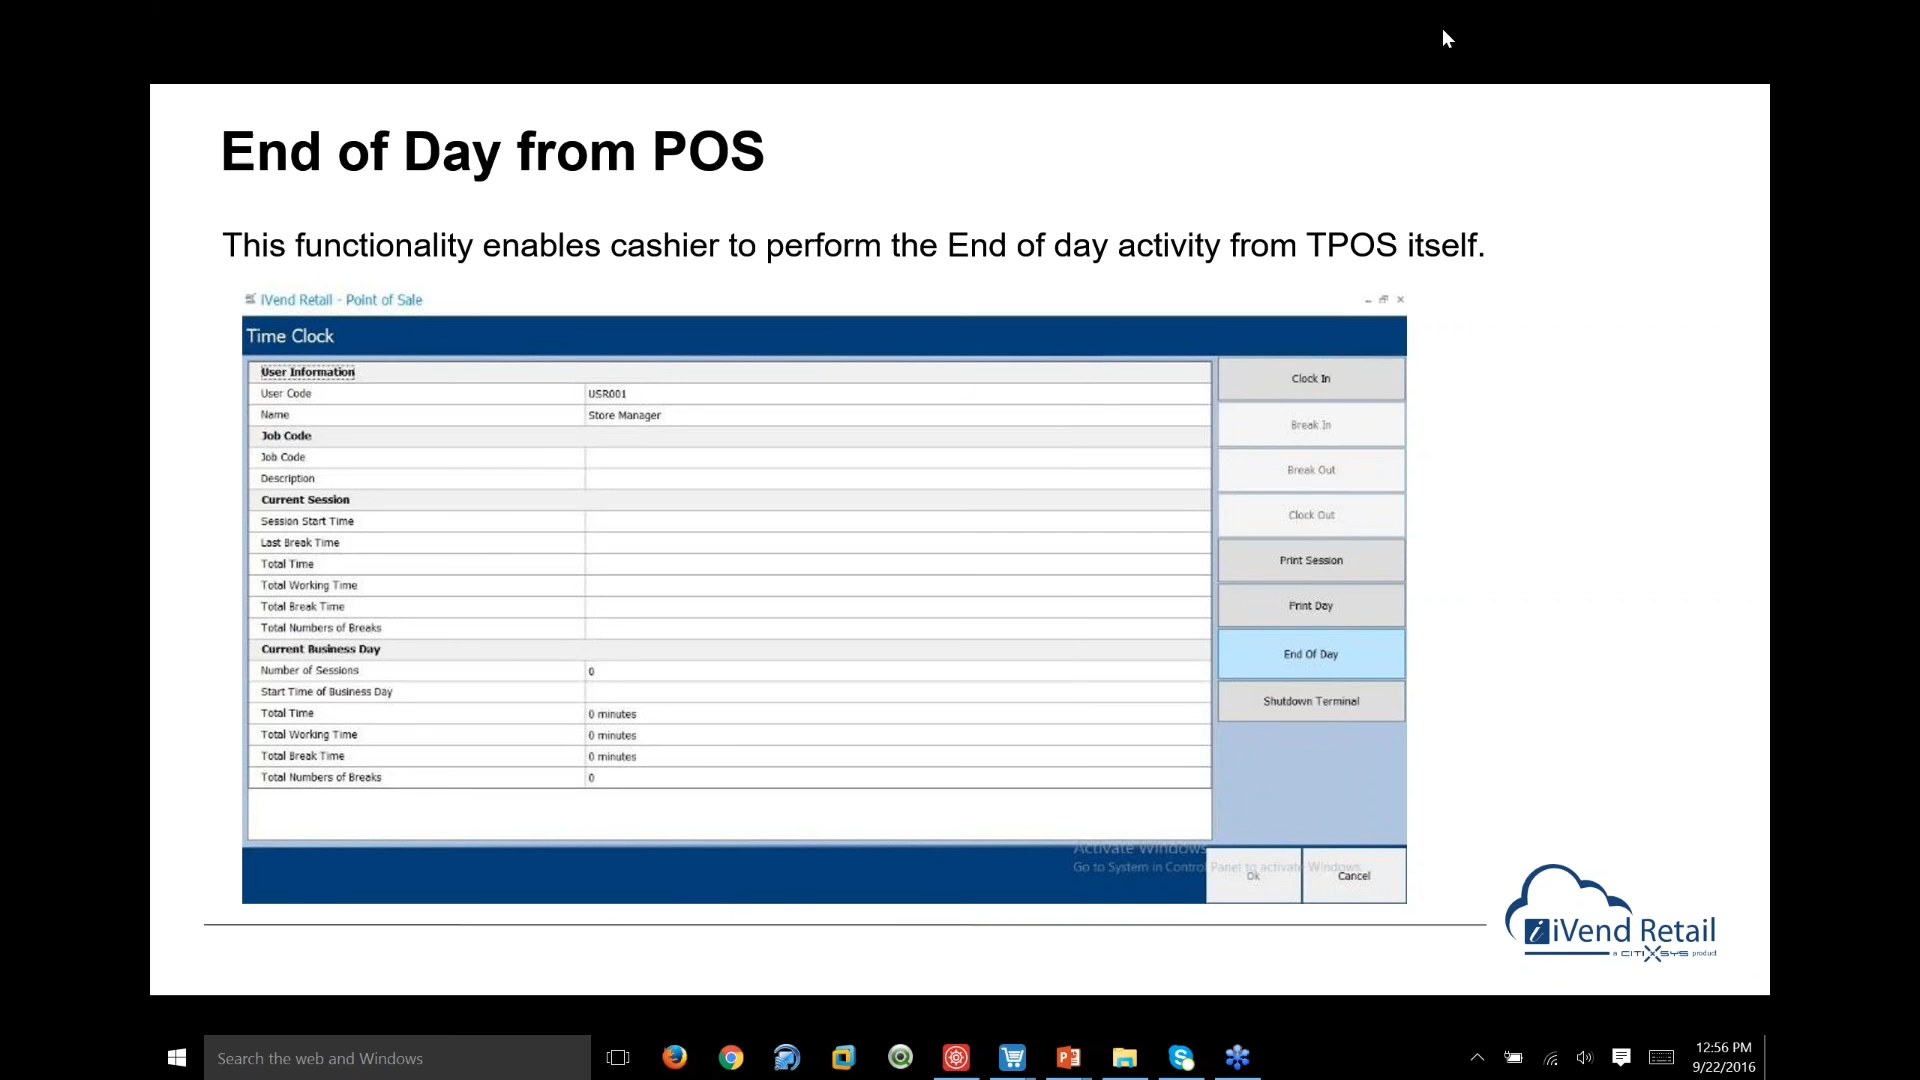 End of Day from POS
This functionality enables cashier to perform the End of day activity from TPOS itself.
iVend Retail - Point of Sale
Time Clock
User Information
User Code USR001
Name Store Manager
Job Code
Job Code
Description
Current Session
Session Start Time
Last Break Time
Total Time
Total Working Time
Total Break Time
Total Numbers of Breaks
Current Business Day
Number of Sessions 0
Start Time of Business Day
Total Time 0 minutes
Total Working Time 0 minutes
Total Break Time 0 minutes
Total Numbers of Breaks 0
Clock In
Break In
Break Out
Clock Out
Print Session
Print Day
End Of Day
Shutdown Terminal
Activate Windows
Go to System in Control Panel to activate Windows.
Ok
Cancel
iVend Retail
a CITIXSYS product
Search the web and Windows
12:56 PM
9/22/2016